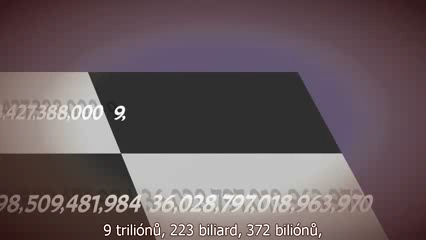 ,427,388,000 9,
98,509,481,984 36,028,797,018,963,970
9 triliónů, 223 biliard, 372 biliónů,